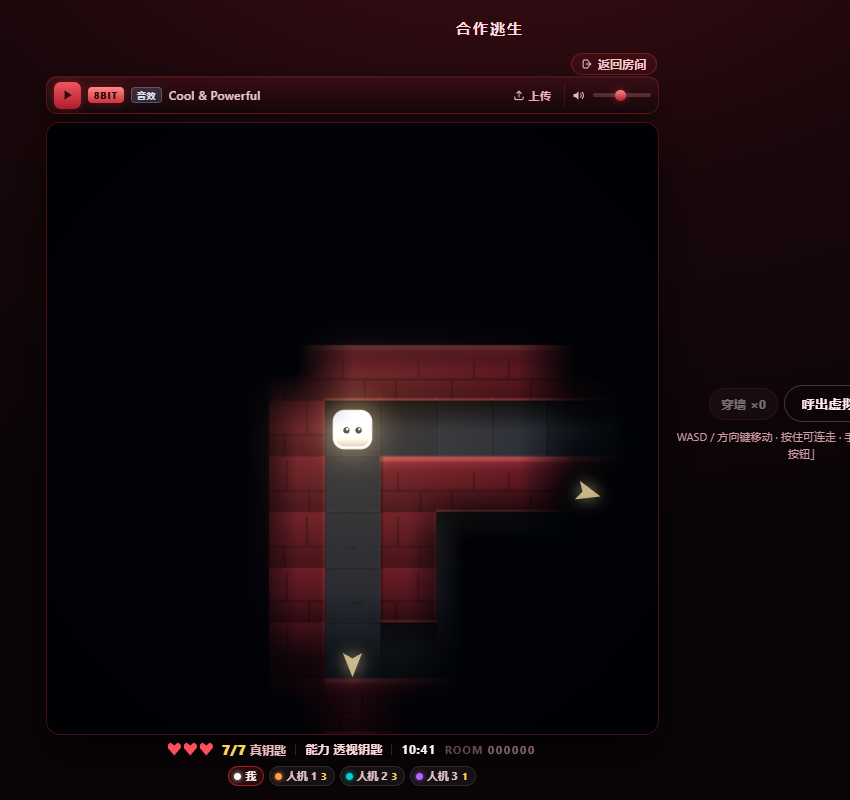 合作逃生
返回房间
8BIT 音效 Cool & Powerful 上传
穿墙 ×0 呼出虚
WASD / 方向键移动 · 按住可连走 ·
按钮」
7/7 真钥匙 能力 透视钥匙 10:41 ROOM 000000
我 人机 1 3 人机 2 3 人机 3 1